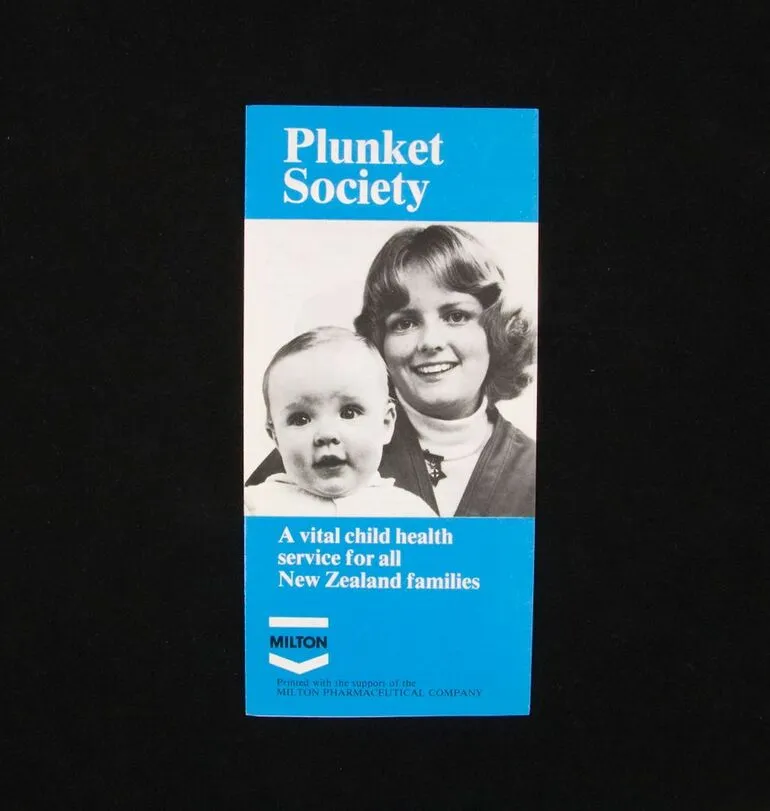 Plunket
Society
A vital child health
service for all
New Zealand families
MILTON
Printed with the support of the
MILTON PHARMACEUTICAL COMPANY